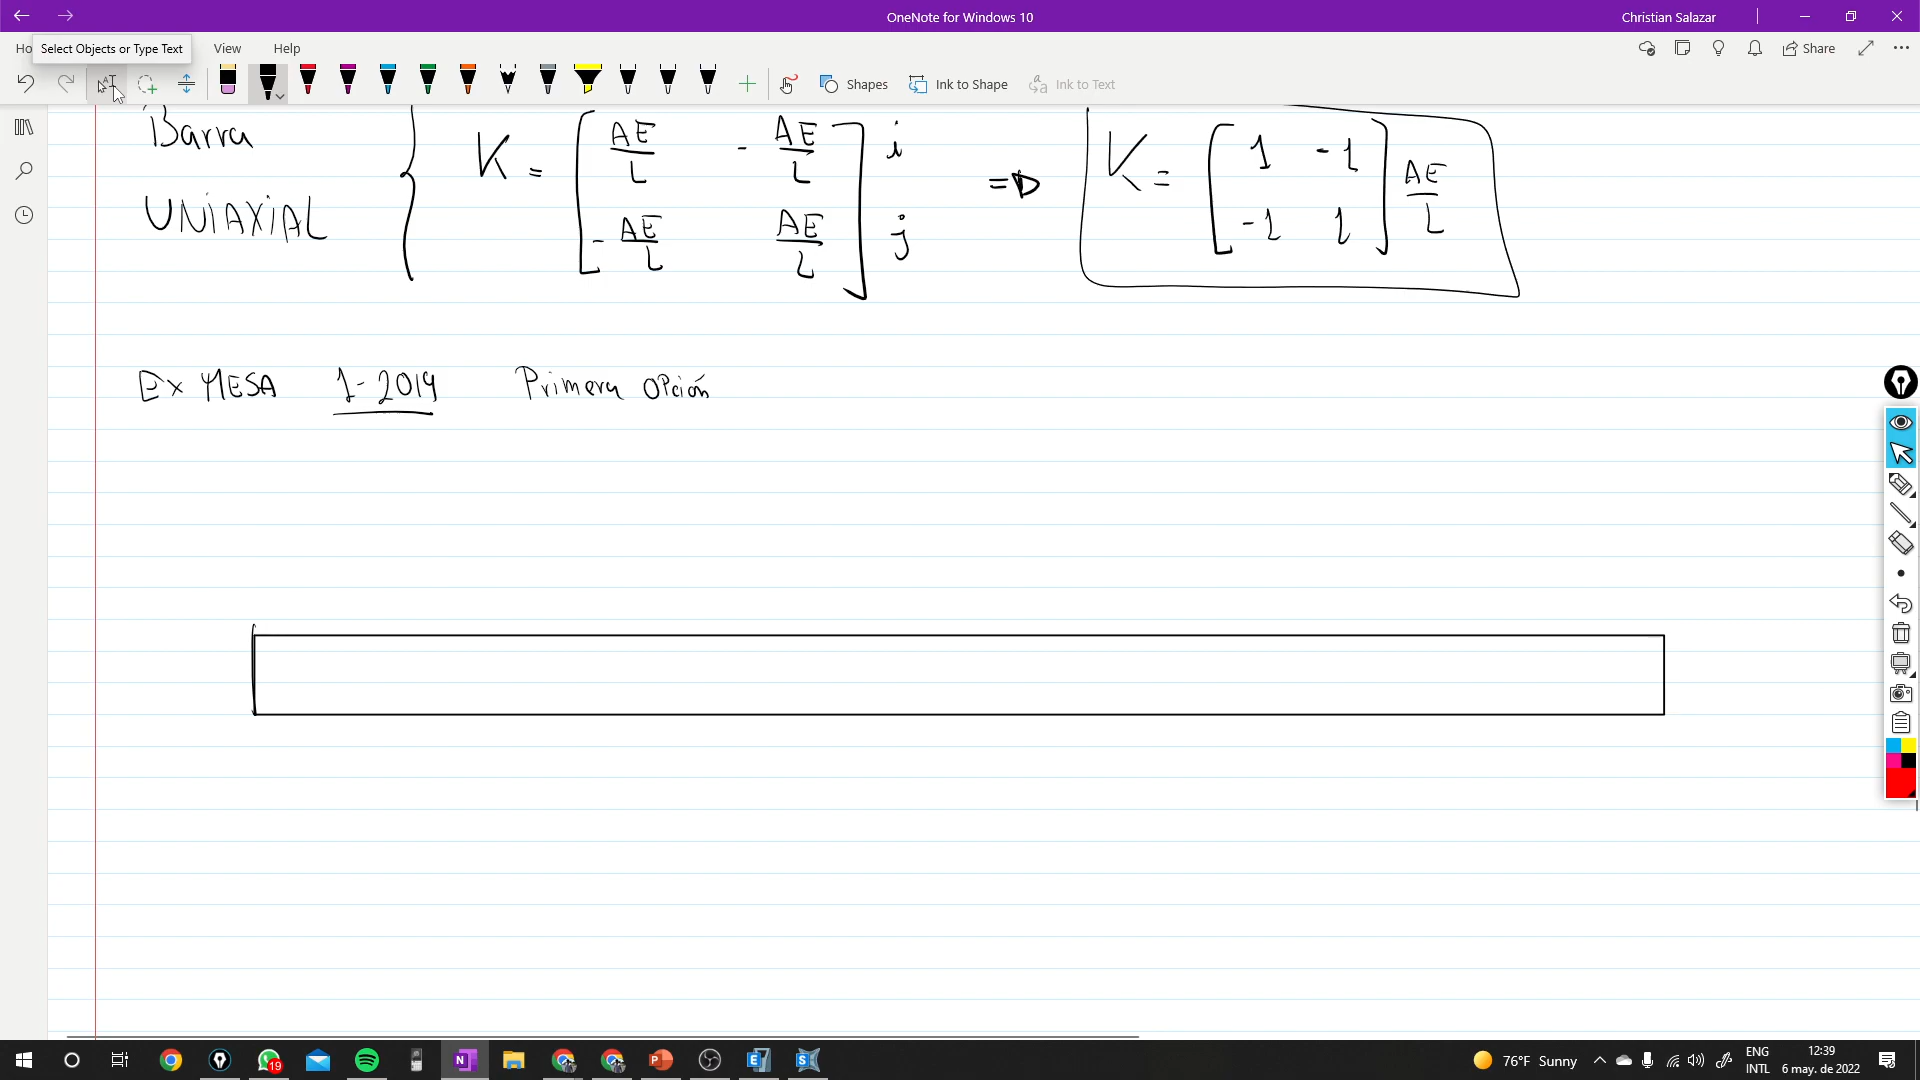 OneNote for Windows 10
Christian Salazar
Select Objects or Type Text
View
Help
Share
Shapes
Ink to Shape
Ink to Text
Barra
UNIAXIAL
K = [ AE/L - AE/L ] i
[ - AE/L AE/L ] j
=> K = [ 1 -1 ] AE/L
[ -1 1 ]
Ex MESA 1-2019 Primera Opción
19
76°F Sunny
ENG
INTL
12:39
6 may. de 2022